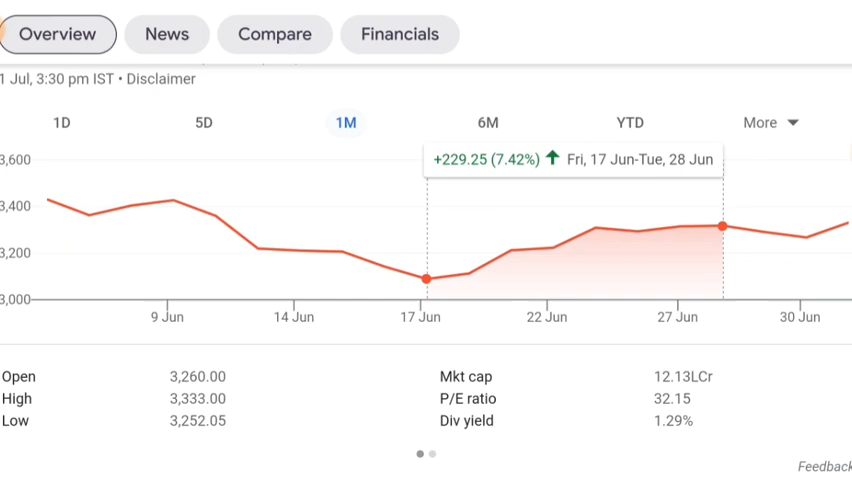 Overview News Compare Financials
1 Jul, 3:30 pm IST • Disclaimer
1D 5D 1M 6M YTD More
+229.25 (7.42%) ↑ Fri, 17 Jun-Tue, 28 Jun
3,600
3,400
3,200
3,000
9 Jun 14 Jun 17 Jun 22 Jun 27 Jun 30 Jun
Open 3,260.00 Mkt cap 12.13LCr
High 3,333.00 P/E ratio 32.15
Low 3,252.05 Div yield 1.29%
Feedback